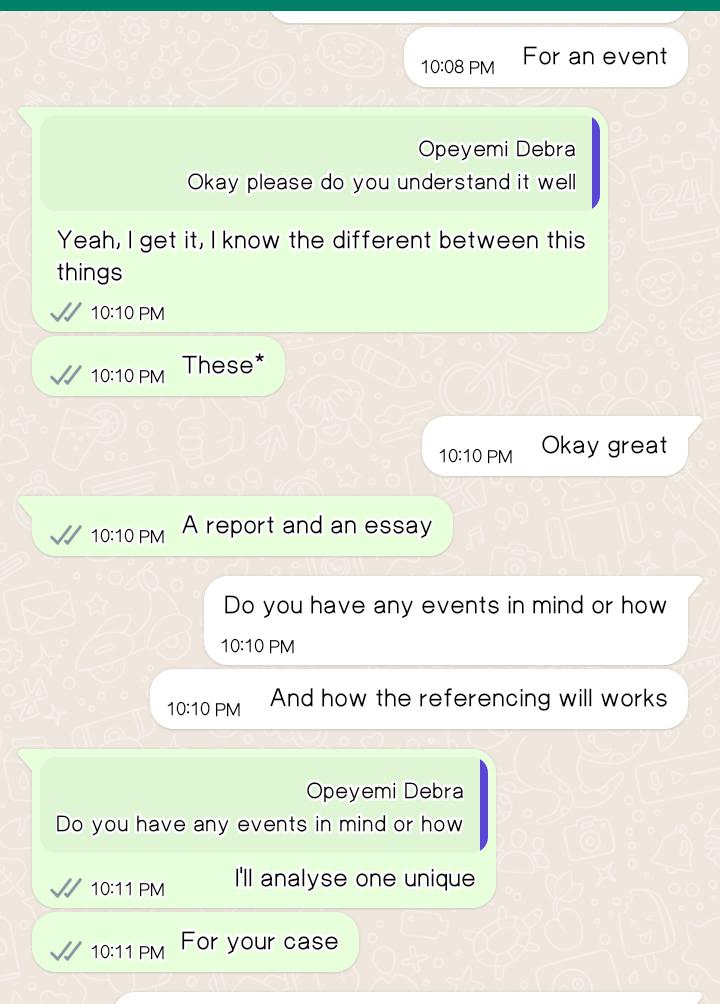 For an event
10:08 PM
Opeyemi Debra
Okay please do you understand it well
Yeah, I get it, I know the different between this
things
10:10 PM
These*
10:10 PM
Okay great
10:10 PM
A report and an essay
10:10 PM
Do you have any events in mind or how
10:10 PM
And how the referencing will works
10:10 PM
Opeyemi Debra
Do you have any events in mind or how
I'll analyse one unique
10:11 PM
For your case
10:11 PM